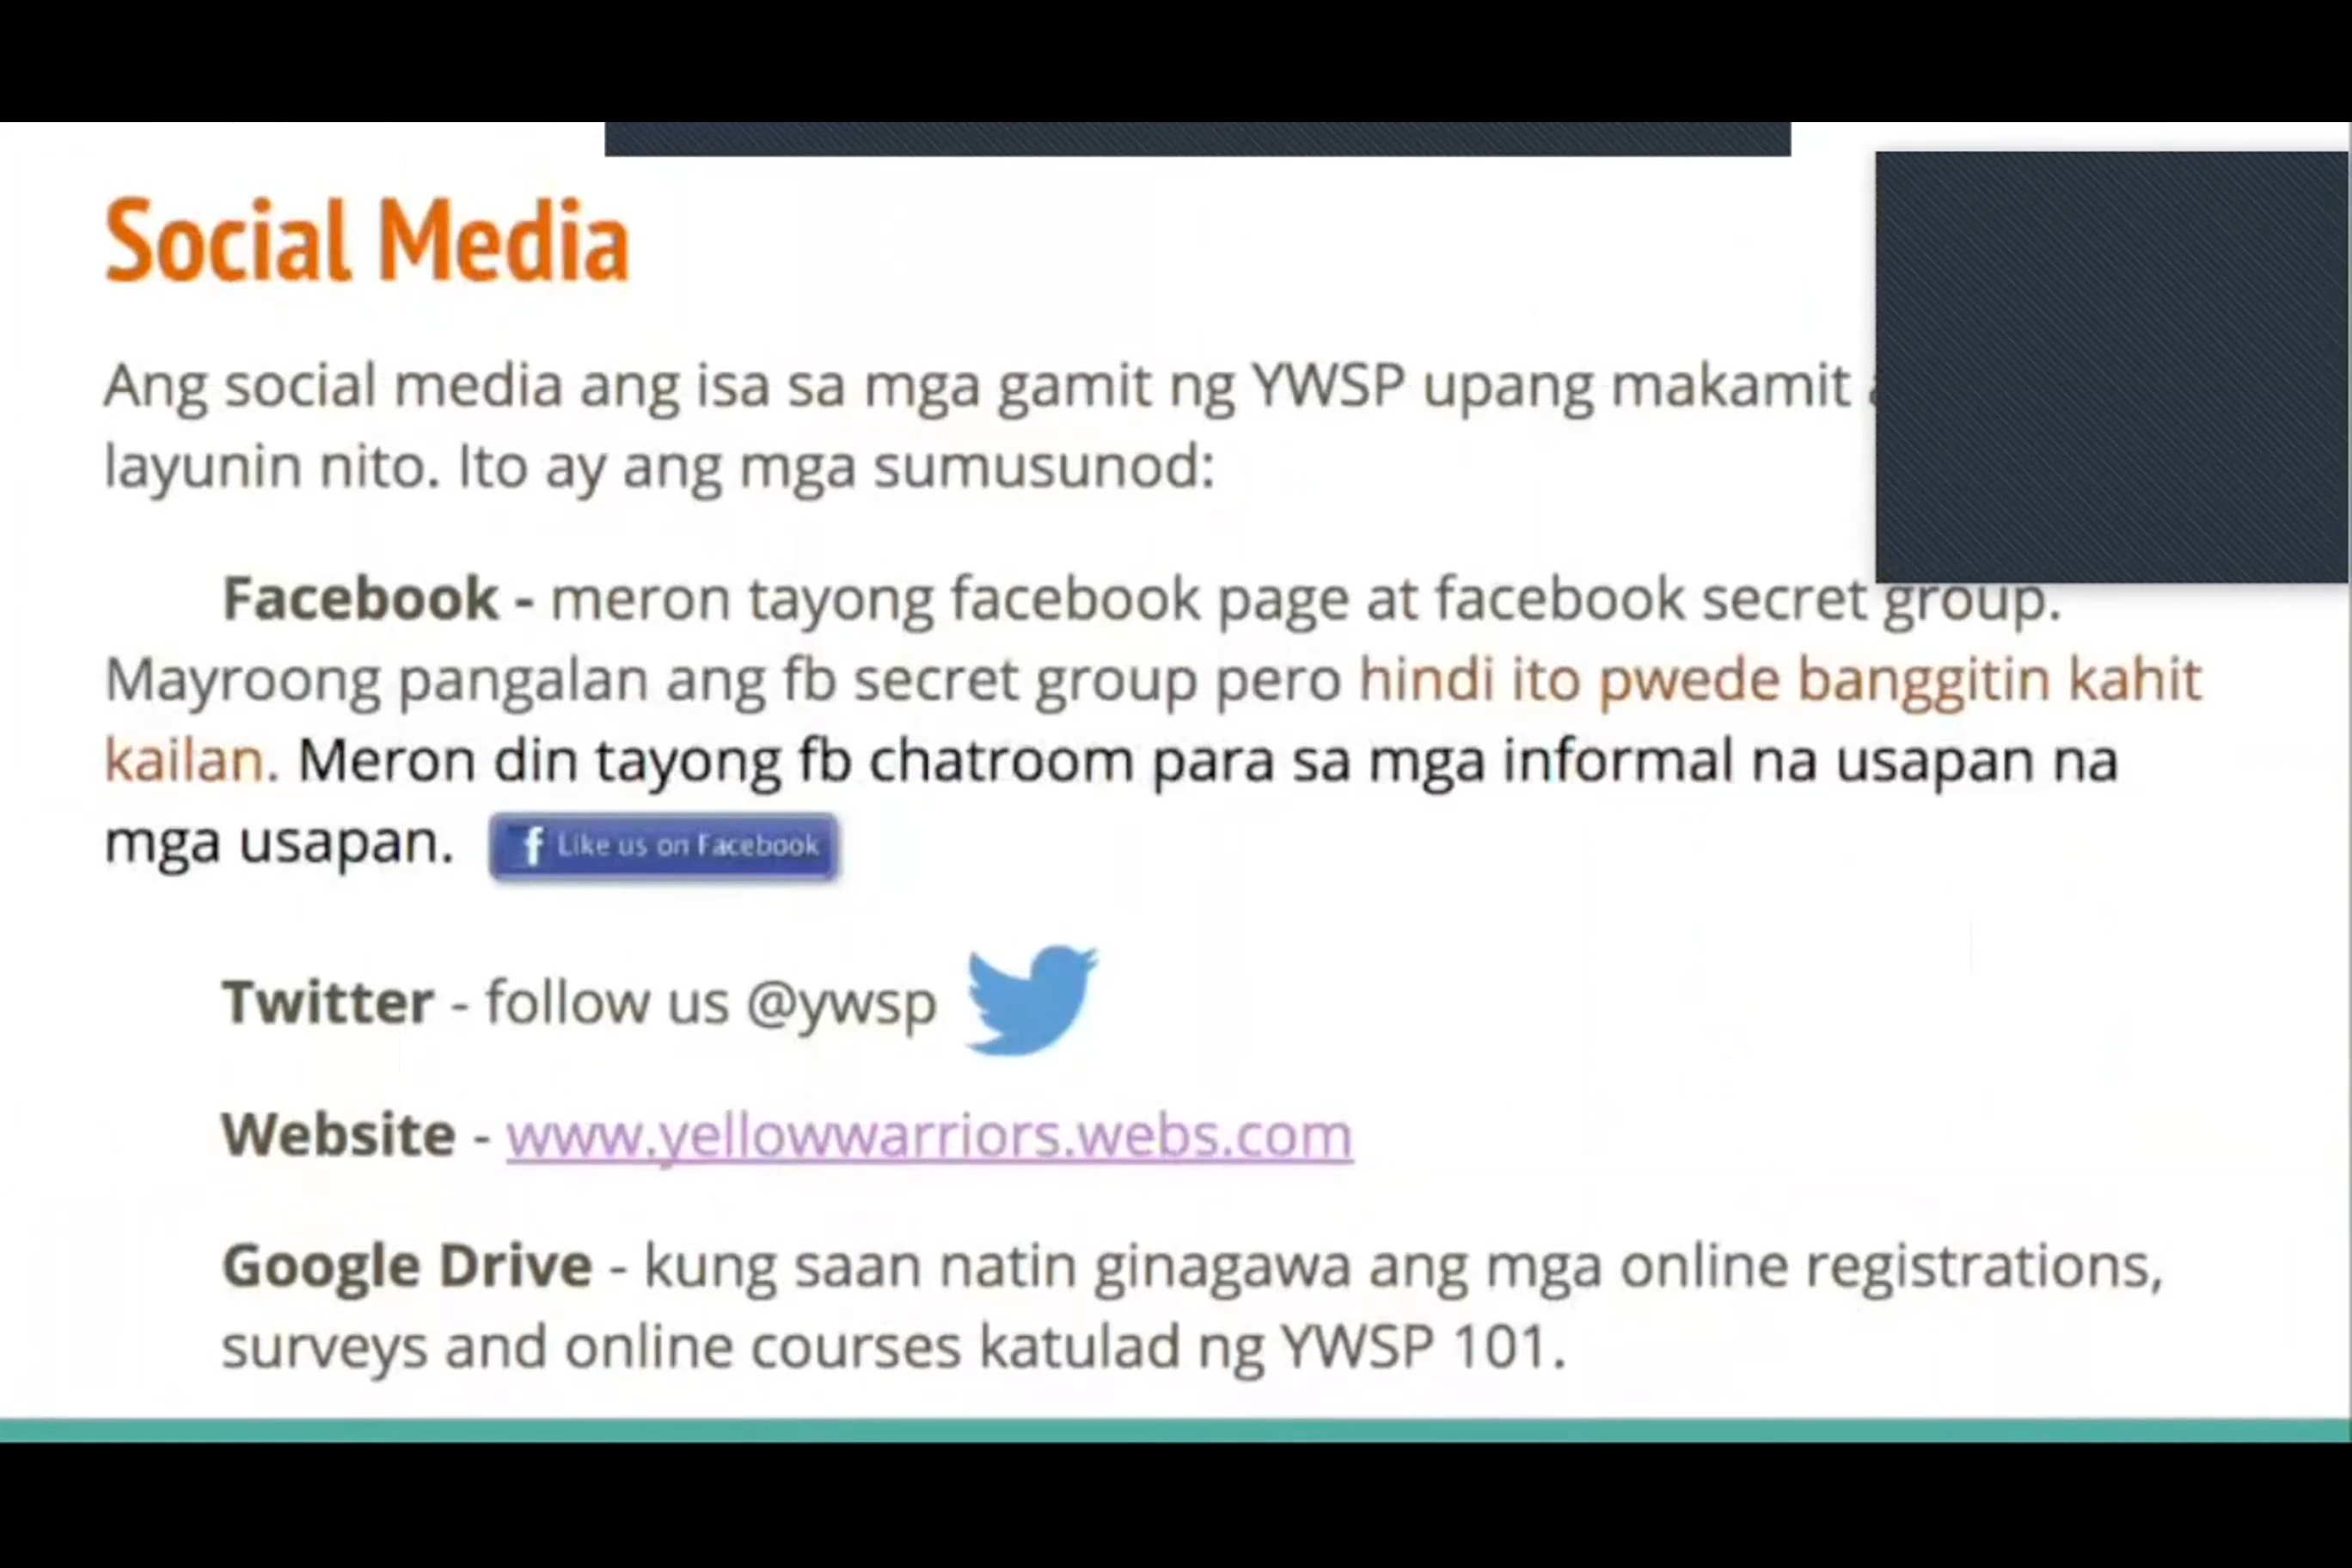 Social Media
Ang social media ang isa sa mga gamit ng YWSP upang makamit
layunin nito. Ito ay ang mga sumusunod:
Facebook - meron tayong facebook page at facebook secret group.
Mayroong pangalan ang fb secret group pero hindi ito pwede banggitin kahit
kailan. Meron din tayong fb chatroom para sa mga informal na usapan na
mga usapan.
f Like us on Facebook
Twitter - follow us @ywsp
Website - www.yellowwarriors.webs.com
Google Drive - kung saan natin ginagawa ang mga online registrations,
surveys and online courses katulad ng YWSP 101.